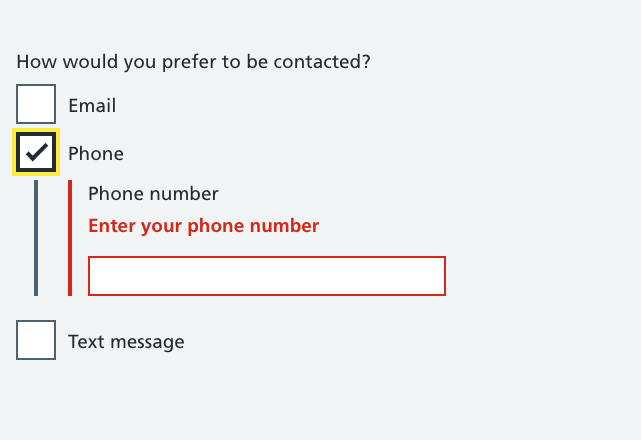 How would you prefer to be contacted?
Email
Phone
Phone number
Enter your phone number
Text message